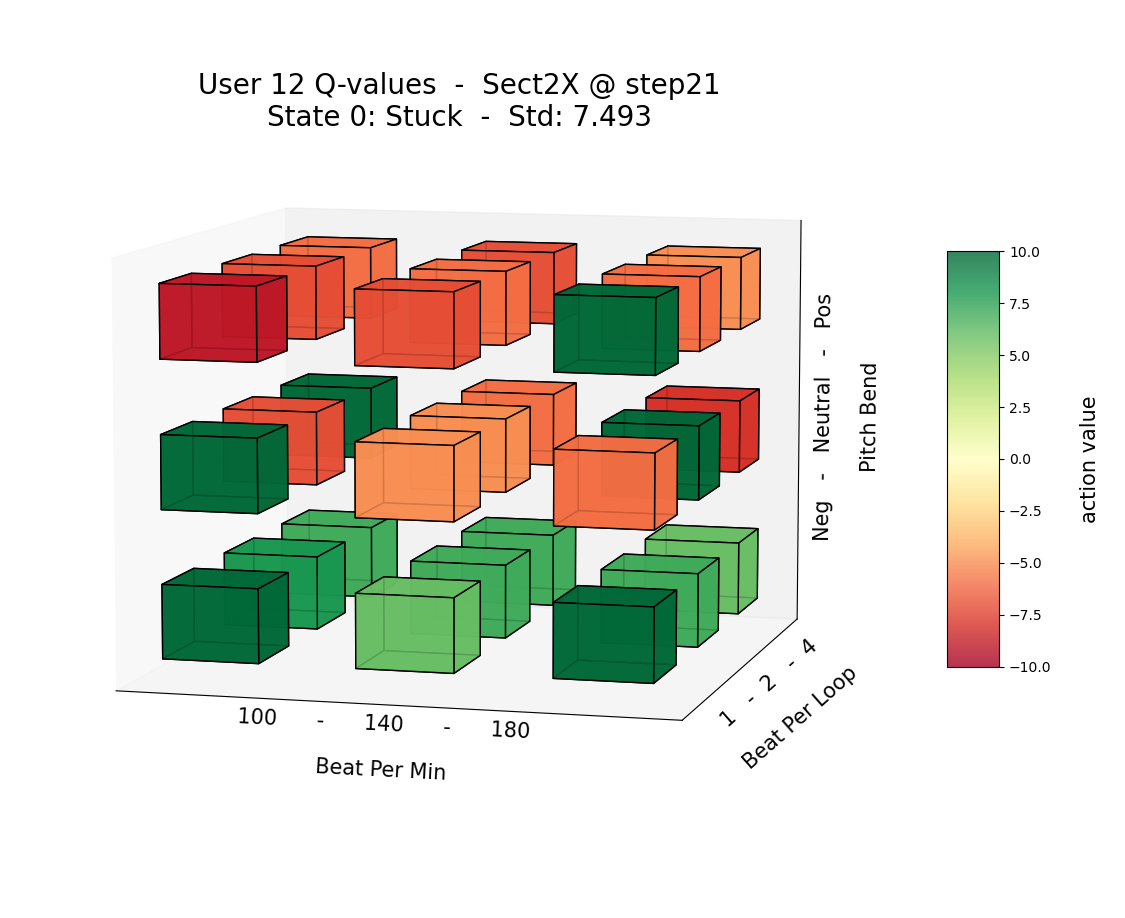 User 12 Q-values  -  Sect2X @ step21
State 0: Stuck  -  Std: 7.493
Neg   -   Neutral   -   Pos
Pitch Bend
1  -  2  -  4
Beat Per Loop
100     -     140     -     180
Beat Per Min
10.0
7.5
5.0
2.5
0.0
−2.5
−5.0
−7.5
−10.0
action value